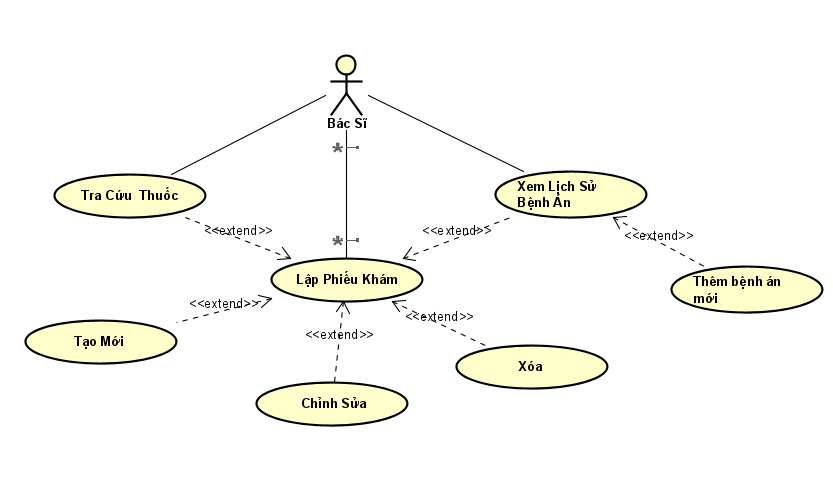 Bác Sĩ
*
Tra Cứu Thuốc
Xem Lịch Sử
Bệnh Án
<<extend>>
<<extend>>
<<extend>>
*
Lập Phiếu Khám
Thêm bệnh án
mới
<<extend>>
<<extend>>
<<extend>>
Tạo Mới
Xóa
Chỉnh Sửa